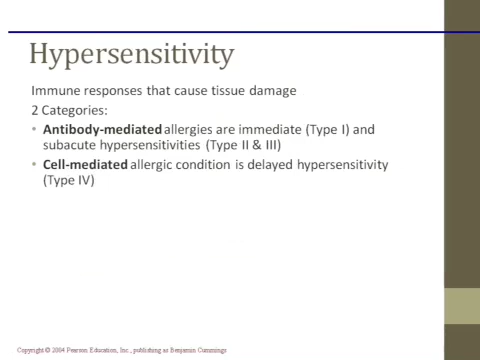 Hypersensitivity
Immune responses that cause tissue damage
2 Categories:
• Antibody-mediated allergies are immediate (Type I) and
subacute hypersensitivities (Type II & III)
• Cell-mediated allergic condition is delayed hypersensitivity
(Type IV)
Copyright © 2004 Pearson Education, Inc., publishing as Benjamin Cummings